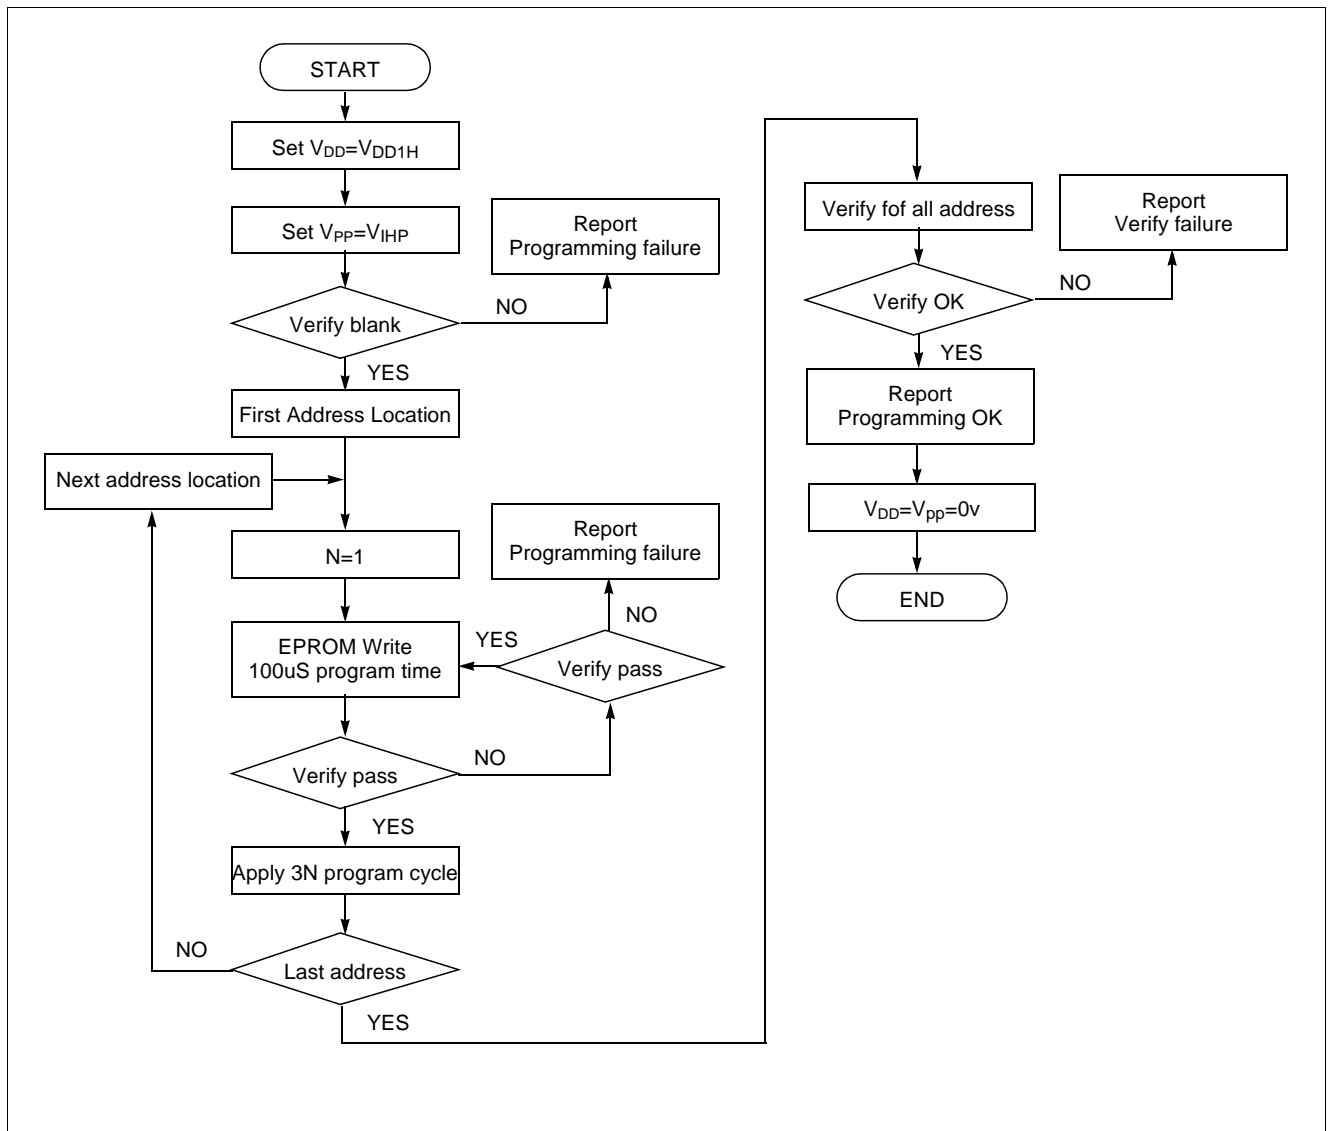 START
Set VDD=VDD1H
Set VPP=VIHP
Report
Programming failure
Verify blank
NO
YES
First Address Location
Next address location
N=1
Report
Programming failure
NO
EPROM Write
100uS program time
YES
Verify pass
Verify pass
NO
YES
Apply 3N program cycle
Last address
NO
YES
Verify fof all address
Report
Verify failure
Verify OK
NO
YES
Report
Programming OK
VDD=Vpp=0v
END